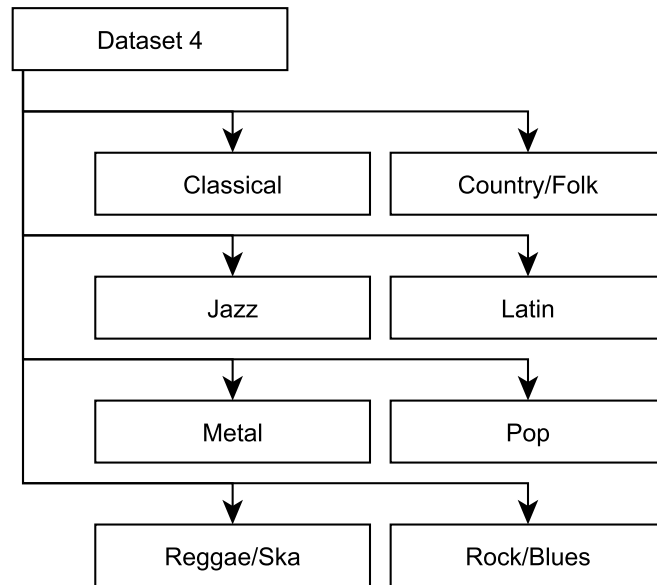 Dataset 4
Classical
Country/Folk
Jazz
Latin
Metal
Pop
Reggae/Ska
Rock/Blues